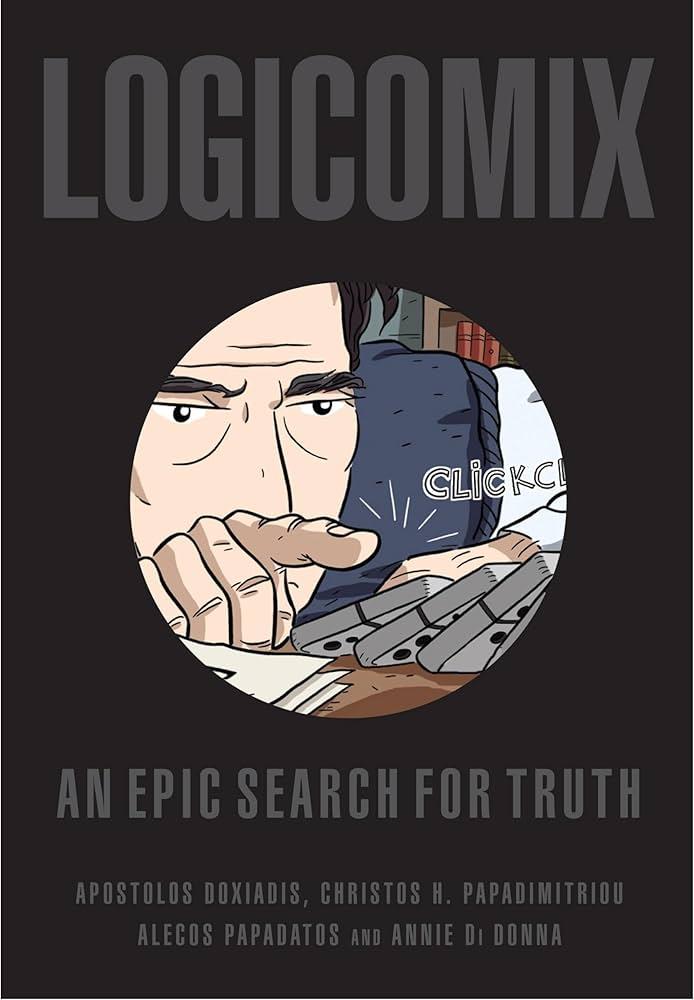 LOGICOMIX
CLICKCL
AN EPIC SEARCH FOR TRUTH
APOSTOLOS DOXIADIS, CHRISTOS H. PAPADIMITRIOU
ALECOS PAPADATOS AND ANNIE DI DONNA